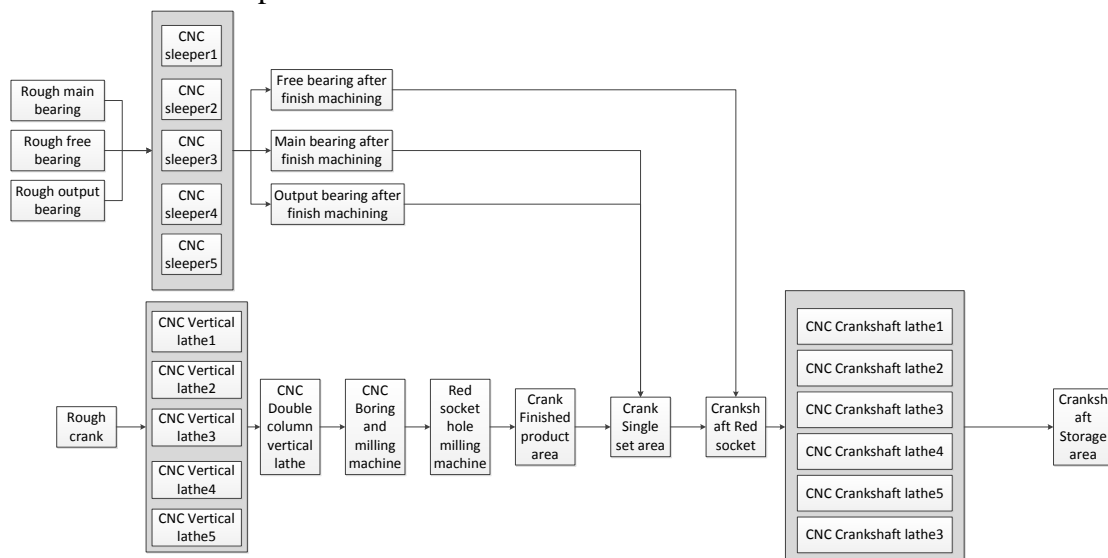 CNC
sleeper1
CNC
sleeper2
CNC
sleeper3
CNC
sleeper4
CNC
sleeper5
Rough main
bearing
Rough free
bearing
Rough output
bearing
Free bearing after
finish machining
Main bearing after
finish machining
Output bearing after
finish machining
Rough
crank
CNC Vertical
lathe1
CNC Vertical
lathe2
CNC Vertical
lathe3
CNC Vertical
lathe4
CNC Vertical
lathe5
CNC
Double
column
vertical
lathe
CNC
Boring
and
milling
machine
Red
socket
hole
milling
machine
Crank
Finished
product
area
Crank
Single
set area
Cranksh
aft Red
socket
CNC Crankshaft lathe1
CNC Crankshaft lathe2
CNC Crankshaft lathe3
CNC Crankshaft lathe4
CNC Crankshaft lathe5
CNC Crankshaft lathe3
Cranksh
aft
Storage
area